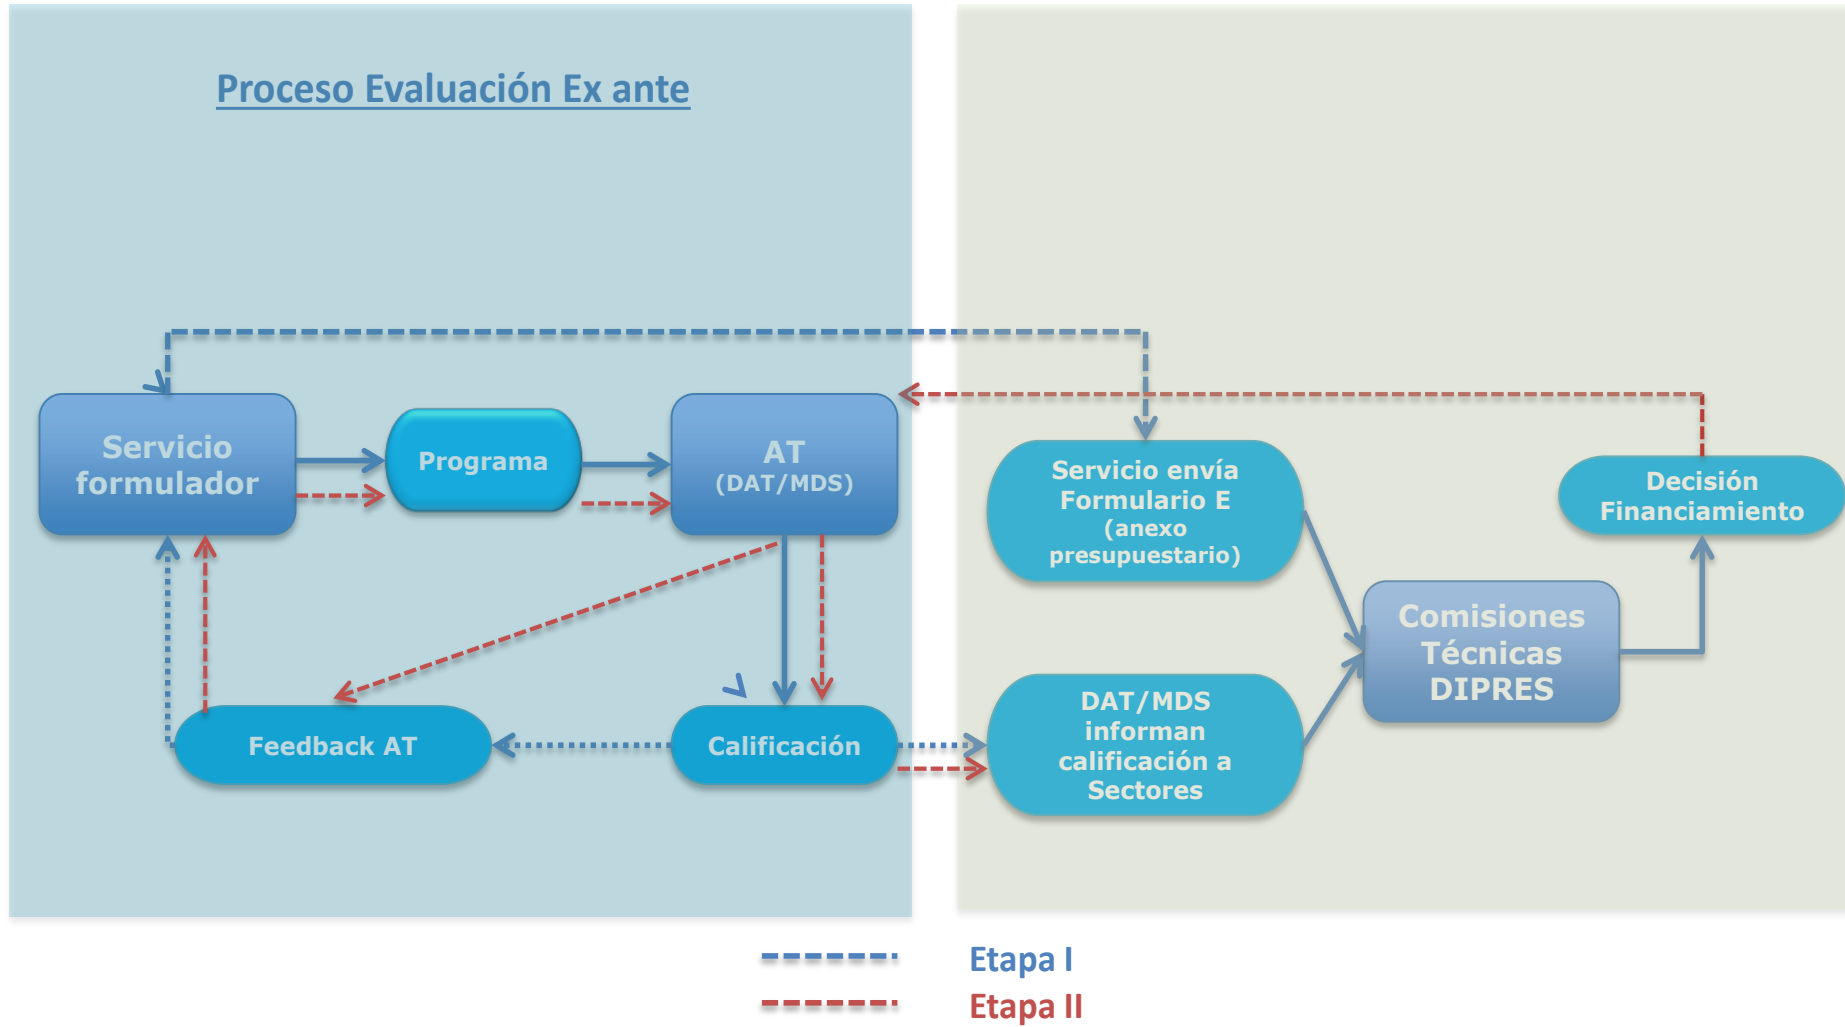 Proceso Evaluación Ex ante
Servicio
formulador
Programa
AT
(DAT/MDS)
Feedback AT
Calificación
Servicio envía
Formulario E
(anexo
presupuestario)
DAT/MDS
informan
calificación a
Sectores
Comisiones
Técnicas
DIPRES
Decisión
Financiamiento
Etapa I
Etapa II